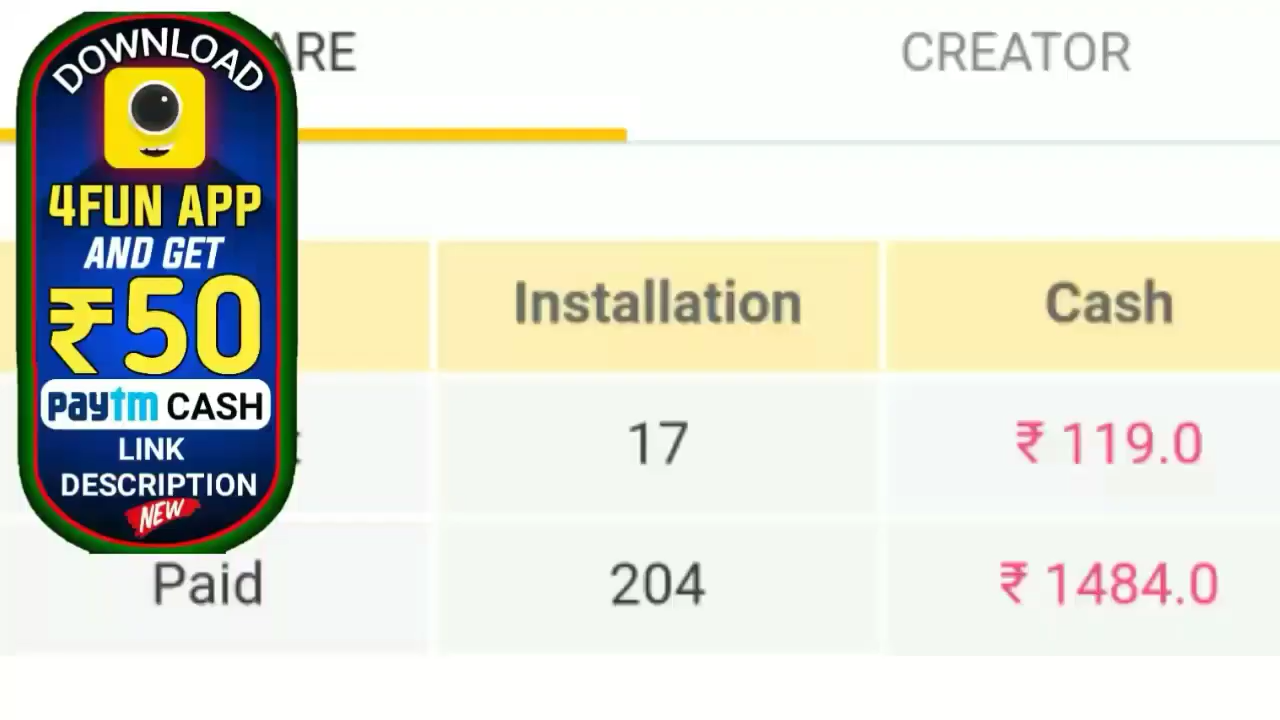 DOWNLOAD
4FUN APP
AND GET
₹50
paytm CASH
LINK
DESCRIPTION
NEW
ARE CREATOR
Installation Cash
17 ₹ 119.0
Paid 204 ₹ 1484.0